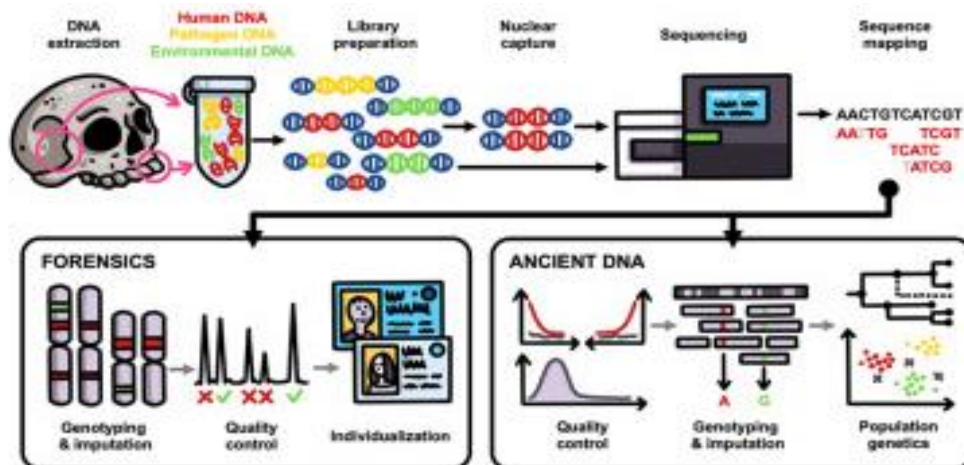 DNA
extraction
Human DNA
Pathogen DNA
Environmental DNA
Library
preparation
Nuclear
capture
Sequencing
Sequence
mapping
AACTGTCATCGT
AATTG TCGT
TCATC
TATCG
FORENSICS
Genotyping
& imputation
Quality
control
Individualization
ANCIENT DNA
Quality
control
A G
Genotyping
& imputation
Population
genetics